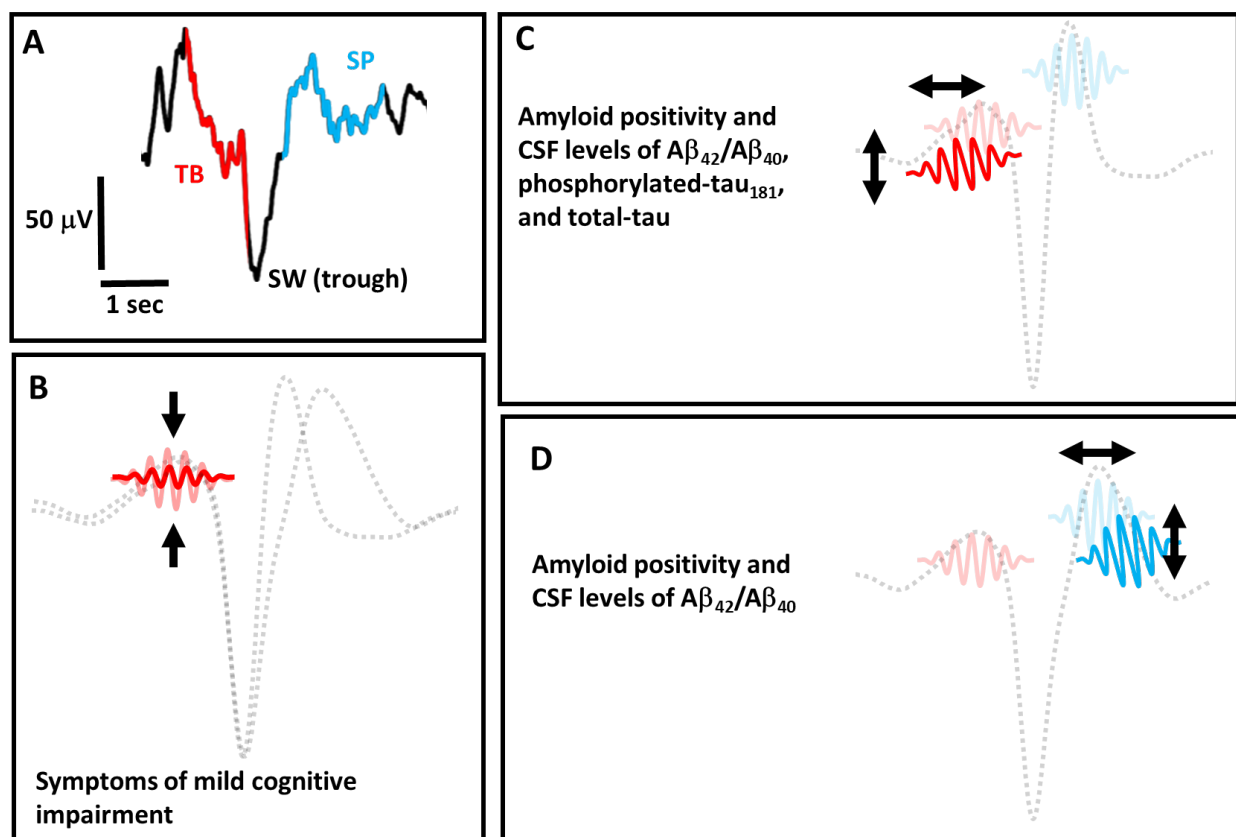 A
TB
SP
50 μV
SW (trough)
1 sec
B
Symptoms of mild cognitive
impairment
C
Amyloid positivity and
CSF levels of Aβ₄₂/Aβ₄₀,
phosphorylated-tau₁₈₁,
and total-tau
D
Amyloid positivity and
CSF levels of Aβ₄₂/Aβ₄₀